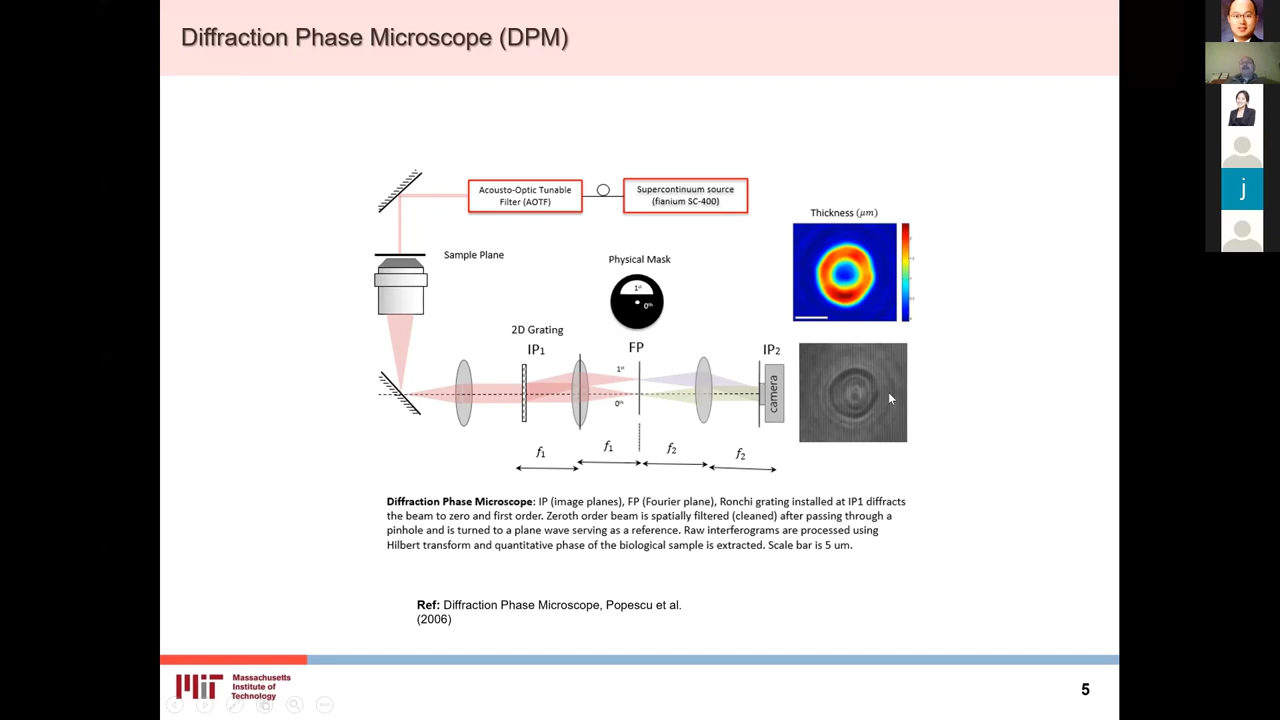 Diffraction Phase Microscope (DPM)
Acousto-Optic Tunable
Filter (AOTF)
Supercontinuum source
(fianium SC-400)
Thickness (μm)
Sample Plane
Physical Mask
1st
0th
2D Grating
IP1
FP
IP2
1st
0th
camera
f1
f1
f2
f2
Diffraction Phase Microscope: IP (image planes), FP (Fourier plane), Ronchi grating installed at IP1 diffracts
the beam to zero and first order. Zeroth order beam is spatially filtered (cleaned) after passing through a
pinhole and is turned to a plane wave serving as a reference. Raw interferograms are processed using
Hilbert transform and quantitative phase of the biological sample is extracted. Scale bar is 5 um.
Ref: Diffraction Phase Microscope, Popescu et al.
(2006)
MIT
Massachusetts
Institute of
Technology
5
j